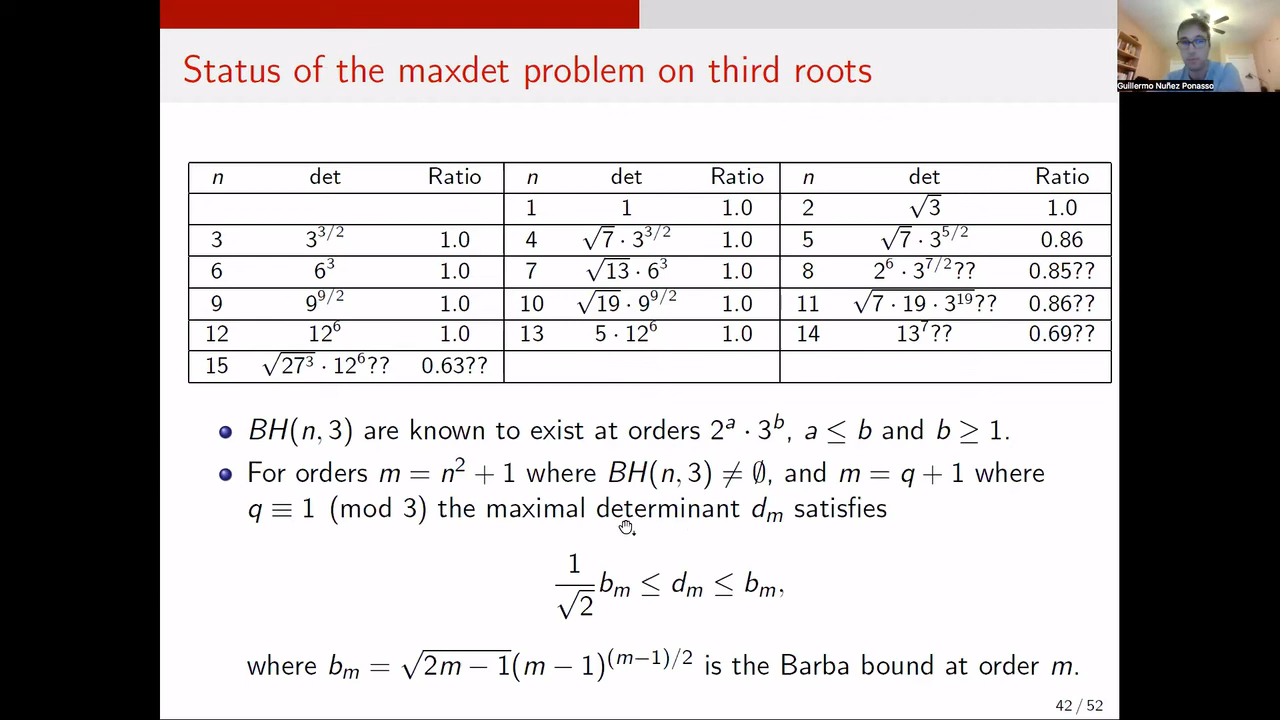 Status of the maxdet problem on third roots
Guillermo Nuñez Ponasso
n det Ratio n det Ratio n det Ratio
1 1 1.0 2 √3 1.0
3 3^{3/2} 1.0 4 √7 · 3^{3/2} 1.0 5 √7 · 3^{5/2} 0.86
6 6^3 1.0 7 √13 · 6^3 1.0 8 2^6 · 3^{7/2}?? 0.85??
9 9^{9/2} 1.0 10 √19 · 9^{9/2} 1.0 11 √(7 · 19 · 3^{19})?? 0.86??
12 12^6 1.0 13 5 · 12^6 1.0 14 13^7?? 0.69??
15 √(27^3) · 12^6?? 0.63??
BH(n, 3) are known to exist at orders 2^a · 3^b, a ≤ b and b ≥ 1.
For orders m = n^2 + 1 where BH(n, 3) ≠ ∅, and m = q + 1 where
q ≡ 1 (mod 3) the maximal determinant d_m satisfies
1/√2 b_m ≤ d_m ≤ b_m,
where b_m = √(2m − 1)(m − 1)^{(m−1)/2} is the Barba bound at order m.
42 / 52